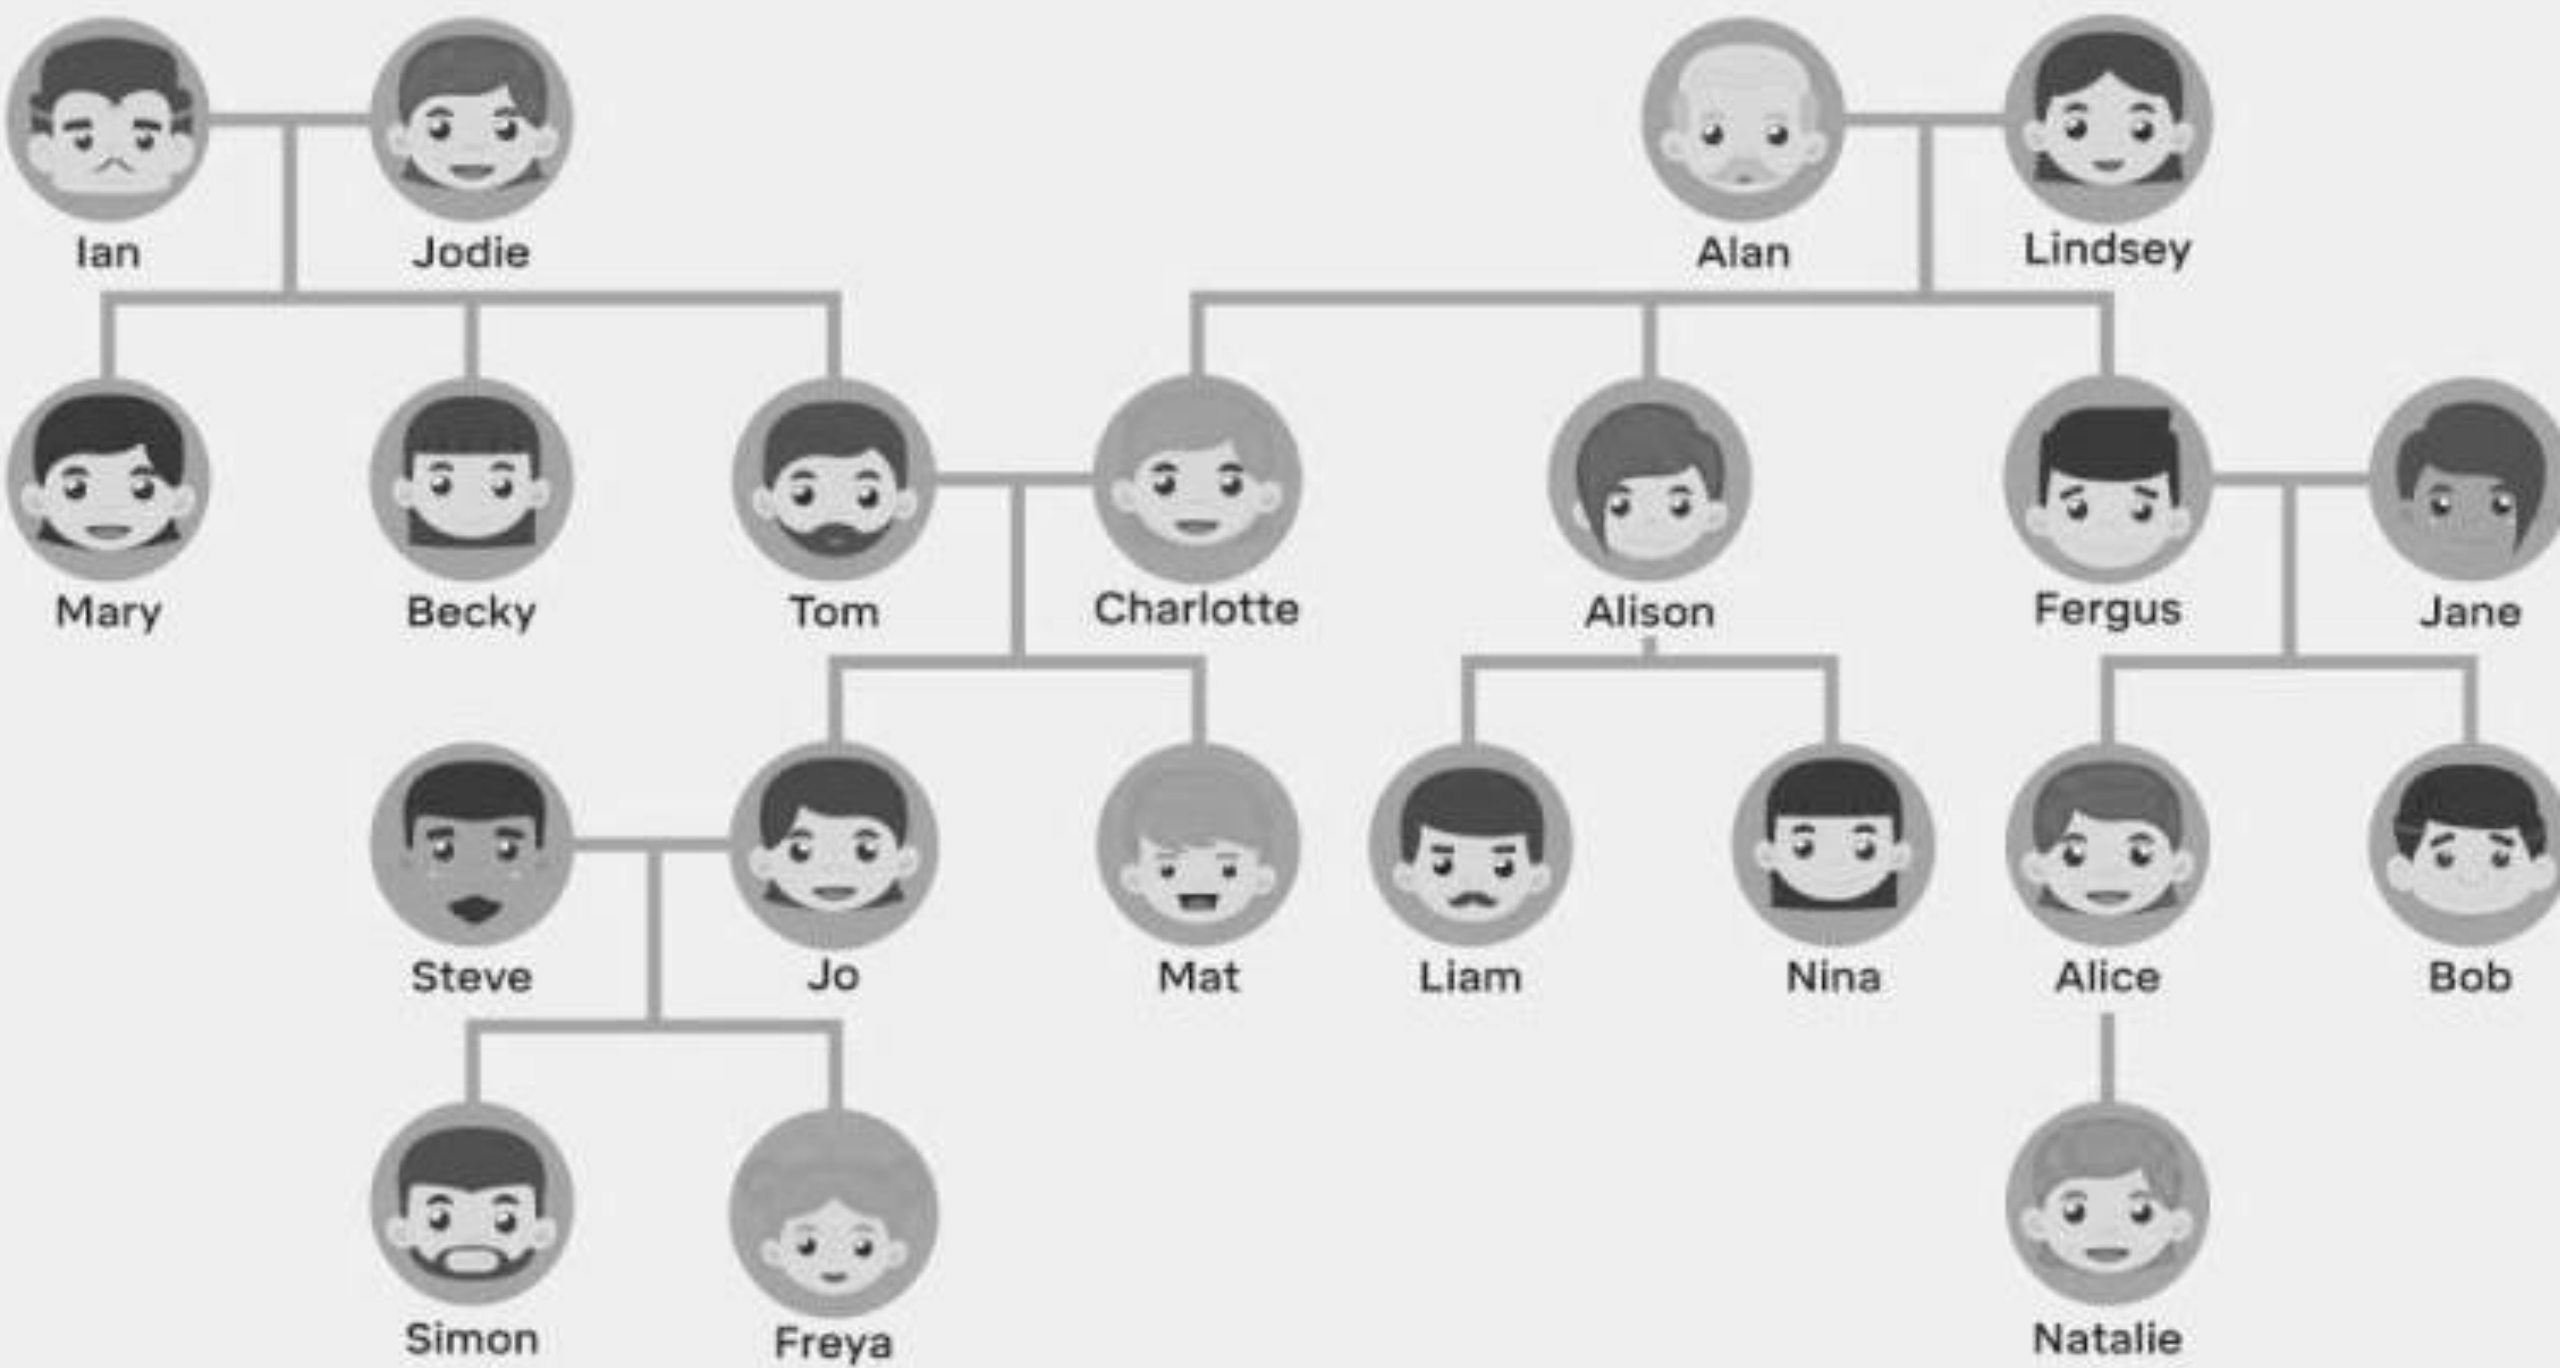 Ian
Jodie
Alan
Lindsey
Mary
Becky
Tom
Charlotte
Alison
Fergus
Jane
Steve
Jo
Mat
Liam
Nina
Alice
Bob
Simon
Freya
Natalie